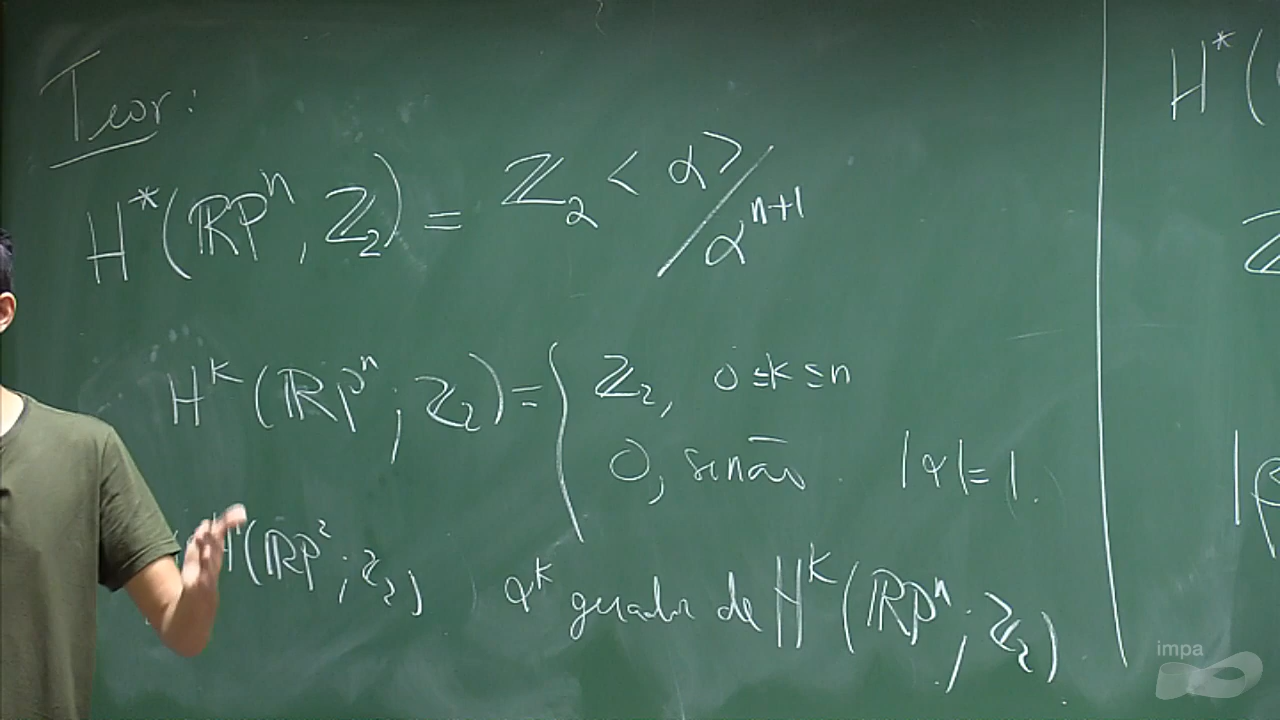 Teor:
H*(ℝPⁿ, ℤ₂) = ℤ₂<α>/αⁿ⁺¹
Hᵏ(ℝPⁿ; ℤ₂) = { ℤ₂, 0≤k≤n
0, senão. |α|=1.
(ℝP²; ℤ₂) αᵏ gerador de Hᵏ(ℝPⁿ; ℤ₂)
H*(
|β
impa